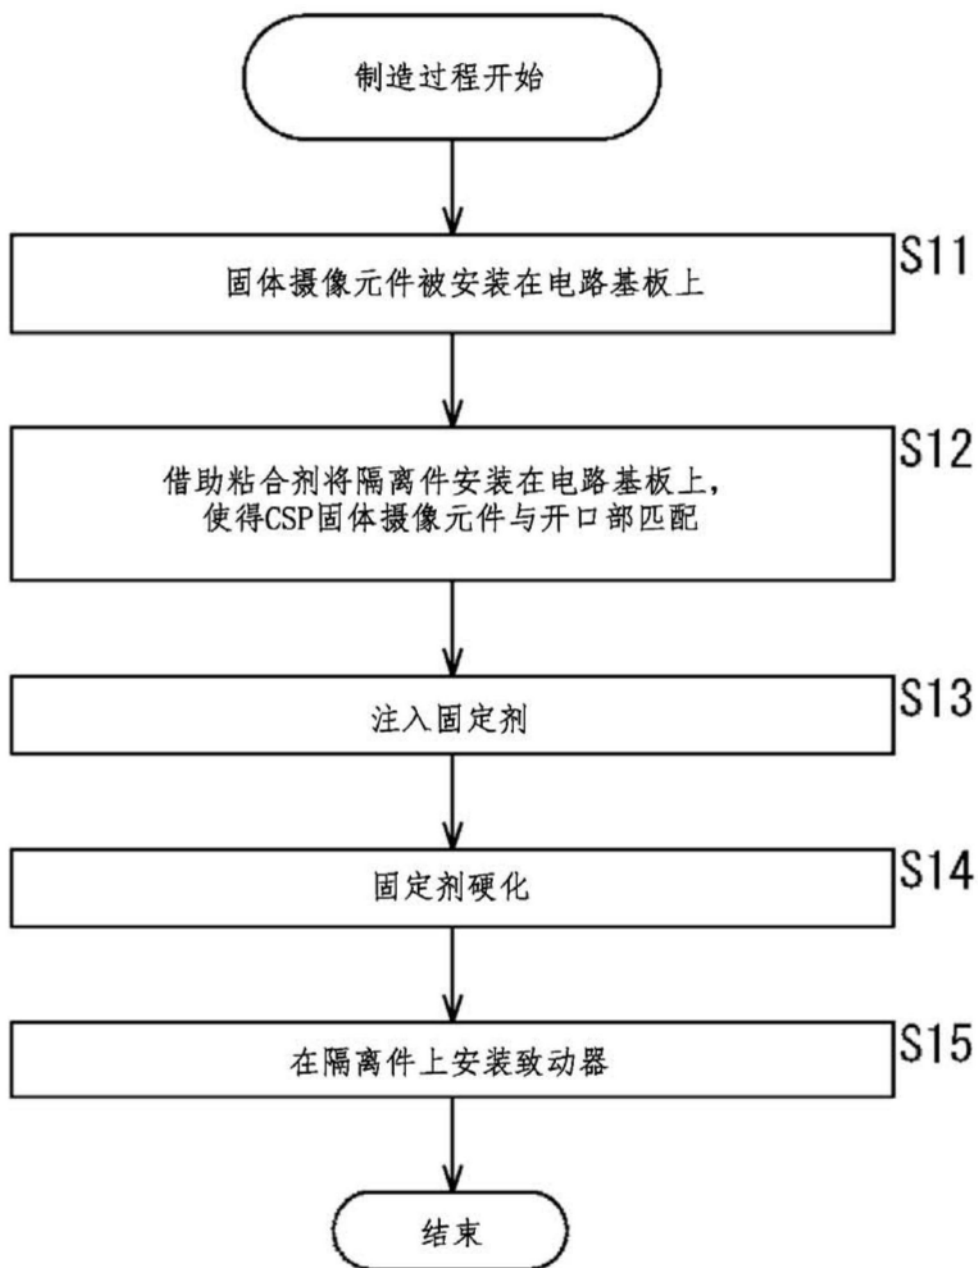 制造过程开始
S11
固体摄像元件被安装在电路基板上
S12
借助粘合剂将隔离件安装在电路基板上，
使得CSP固体摄像元件与开口部匹配
S13
注入固定剂
S14
固定剂硬化
S15
在隔离件上安装致动器
结束